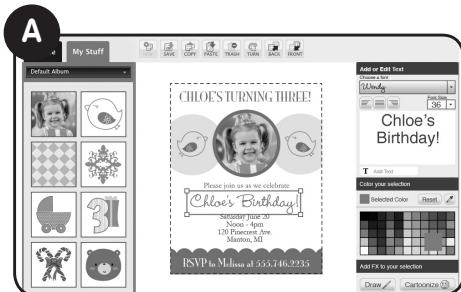 A
My Stuff
SAVE COPY PASTE TRASH TURN BACK FRONT
Default Album
CHLOE'S TURNING THREE!
Please join us as we celebrate
Chloe's Birthday!
Saturday June 20
Noon - 4pm
120 Pinecrest Ave.
Manton, MI
RSVP to Melissa at 555.746.2235
Add or Edit Text
Choose a font
Wendy
Font Size
36
Chloe's
Birthday!
T Add Text
Color your selection
Selected Color Reset
Add FX to your selection
Draw Cartoonize